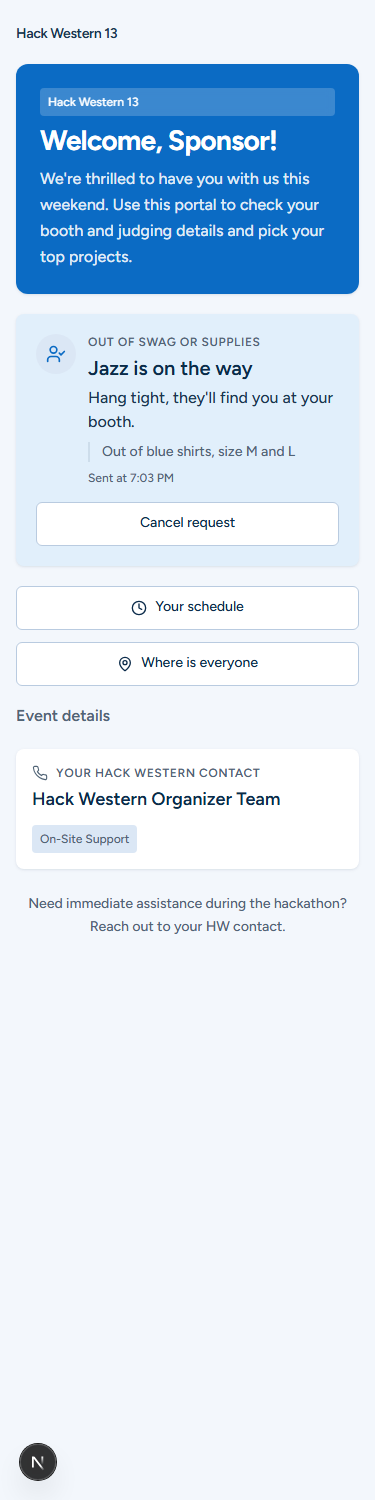 Hack Western 13
Hack Western 13
Welcome, Sponsor!
We're thrilled to have you with us this
weekend. Use this portal to check your
booth and judging details and pick your
top projects.
OUT OF SWAG OR SUPPLIES
Jazz is on the way
Hang tight, they'll find you at your
booth.
Out of blue shirts, size M and L
Sent at 7:03 PM
Cancel request
Your schedule
Where is everyone
Event details
YOUR HACK WESTERN CONTACT
Hack Western Organizer Team
On-Site Support
Need immediate assistance during the hackathon?
Reach out to your HW contact.
N